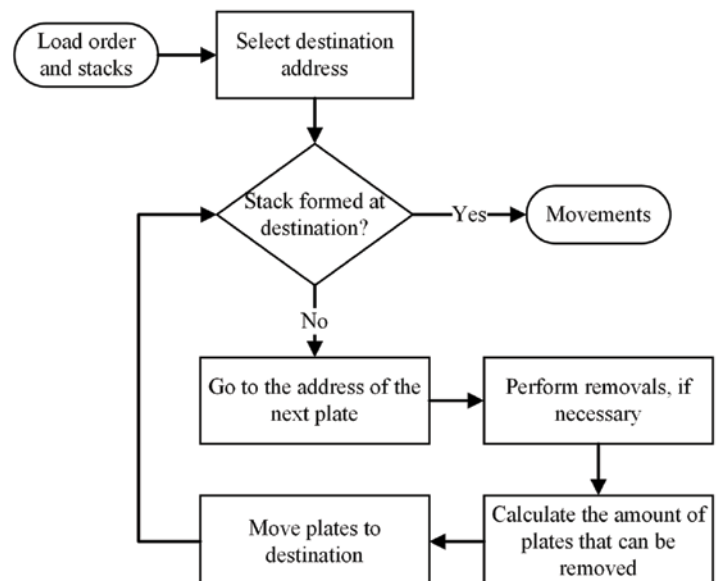 Load order
and stacks
Select destination
address
Stack formed at
destination?
Yes
Movements
No
Go to the address of the
next plate
Perform removals, if
necessary
Move plates to
destination
Calculate the amount of
plates that can be
removed